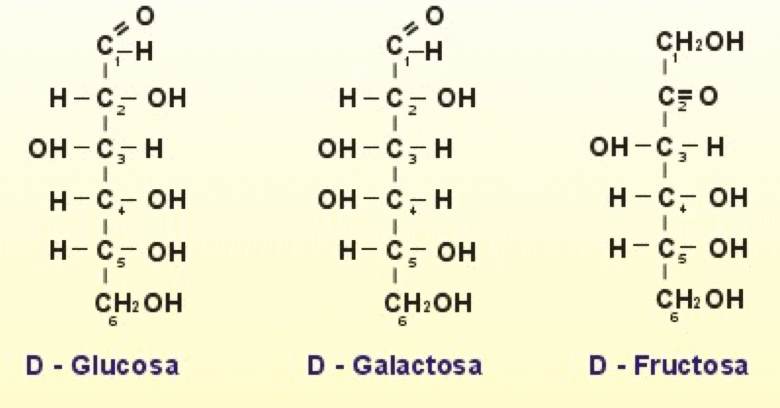 O
C–H
1
H – C – OH
2
OH – C – H
3
H – C – OH
4
H – C – OH
5
CH2OH
6
D - Glucosa
O
C–H
1
H – C – OH
2
OH – C – H
3
OH – C – H
4
H – C – OH
5
CH2OH
6
D - Galactosa
CH2OH
1
C=O
2
OH – C – H
3
H – C – OH
4
H – C – OH
5
CH2OH
6
D - Fructosa